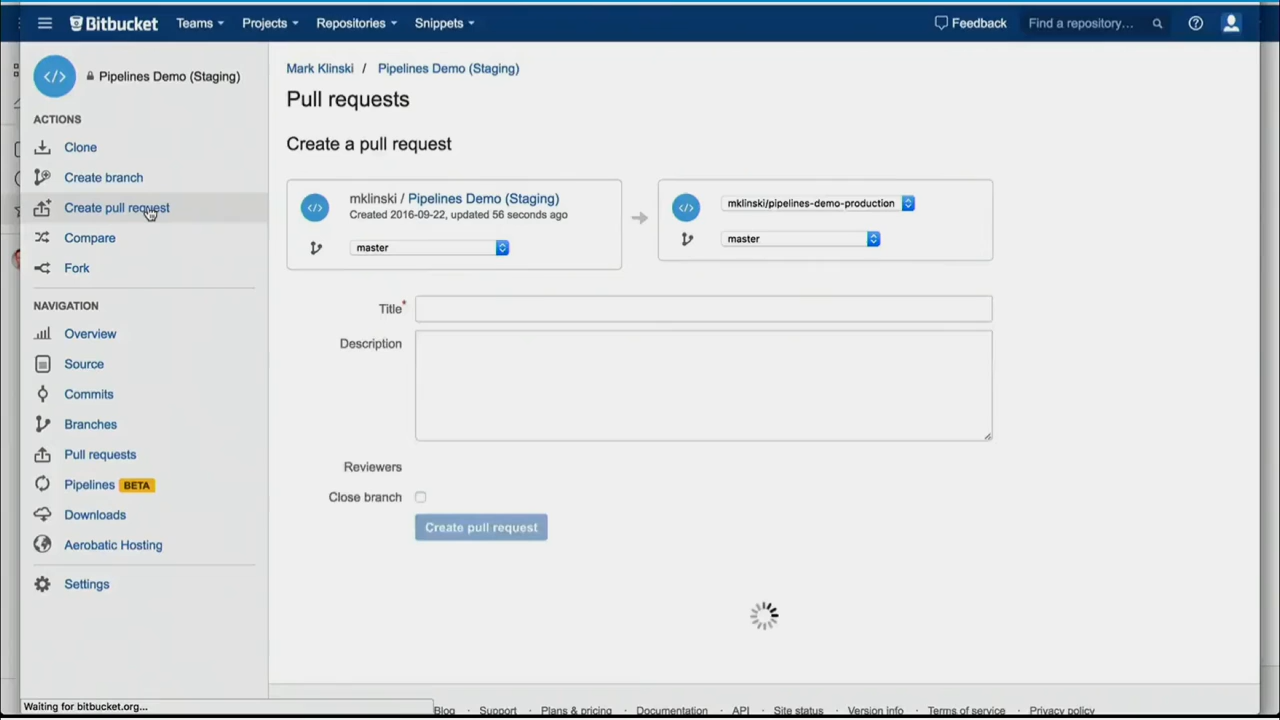 Bitbucket Teams Projects Repositories Snippets Feedback Find a repository...
Pipelines Demo (Staging)
ACTIONS
Clone
Create branch
Create pull request
Compare
Fork
NAVIGATION
Overview
Source
Commits
Branches
Pull requests
Pipelines BETA
Downloads
Aerobatic Hosting
Settings
Mark Klinski / Pipelines Demo (Staging)
Pull requests
Create a pull request
mklinski / Pipelines Demo (Staging)
Created 2016-09-22, updated 56 seconds ago
master
mklinski/pipelines-demo-production
master
Title*
Description
Reviewers
Close branch
Create pull request
Waiting for bitbucket.org...
Blog · Support · Plans & pricing · Documentation · API · Site status · Version info · Terms of service · Privacy policy